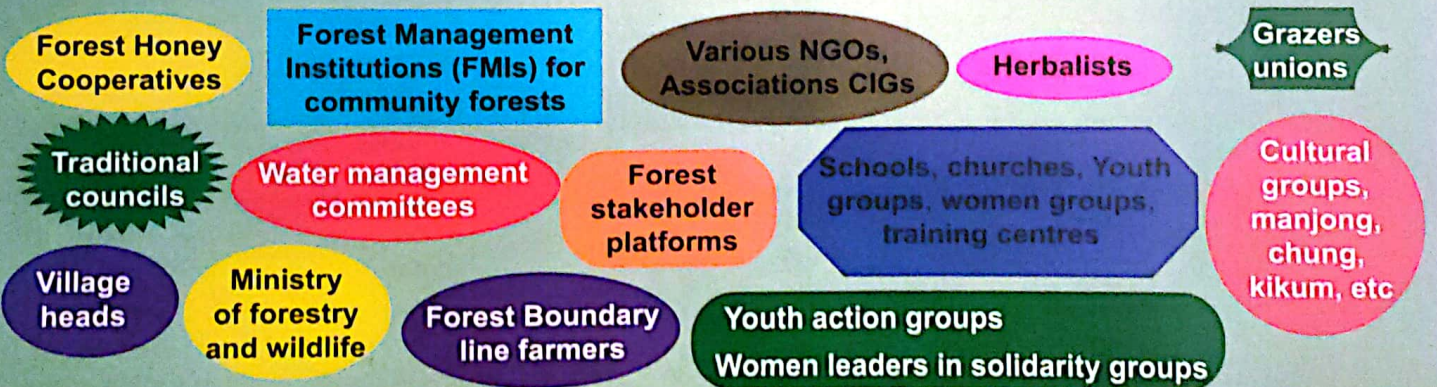 Forest Honey
Cooperatives
Forest Management
Institutions (FMIs) for
community forests
Various NGOs,
Associations CIGs
Herbalists
Grazers
unions
Traditional
councils
Water management
committees
Forest
stakeholder
platforms
Schools, churches, Youth
groups, women groups,
training centres
Cultural
groups,
manjong,
chung,
kikum, etc
Village
heads
Ministry
of forestry
and wildlife
Forest Boundary
line farmers
Youth action groups
Women leaders in solidarity groups